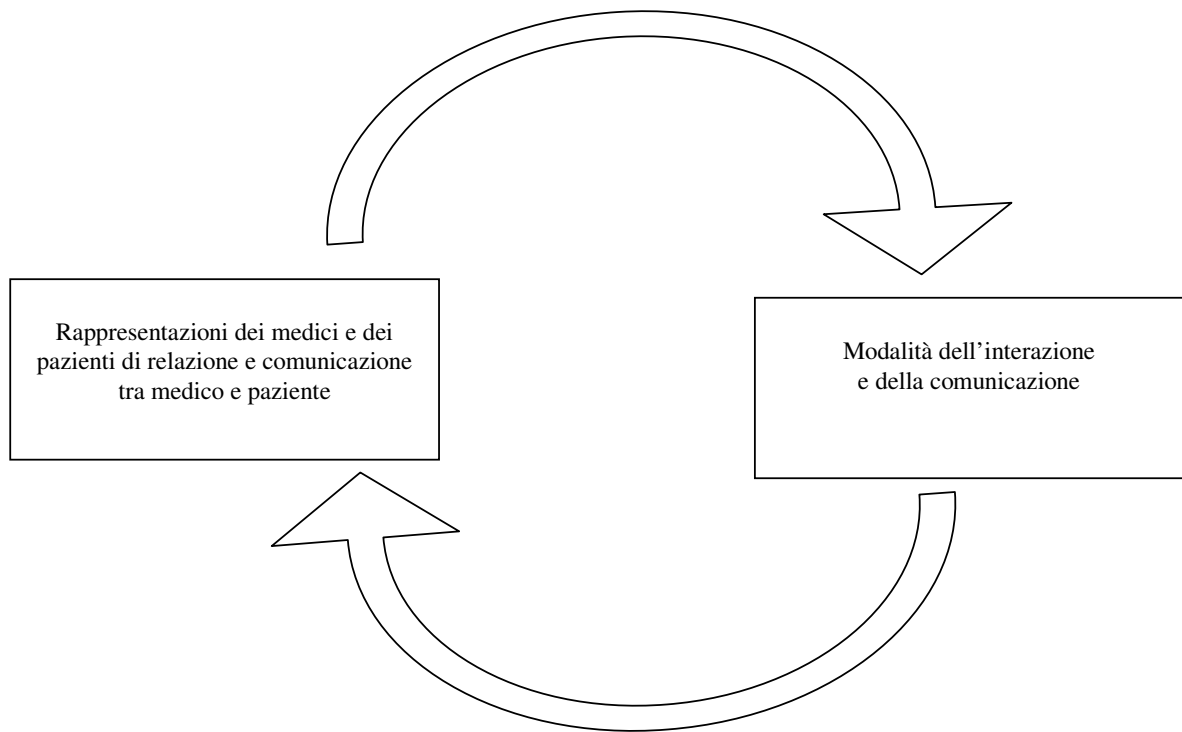 Rappresentazioni dei medici e dei
pazienti di relazione e comunicazione
tra medico e paziente
Modalità dell’interazione
e della comunicazione